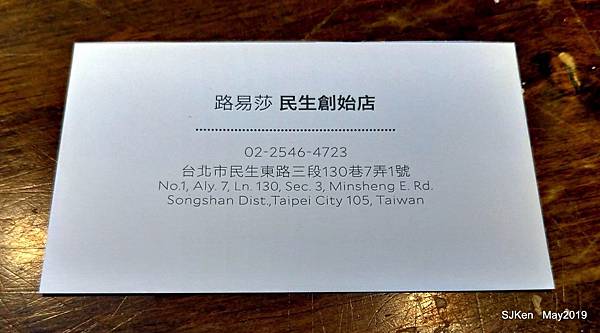 路易莎 民生創始店
02-2546-4723
台北市民生東路三段130巷7弄1號
No.1, Aly. 7, Ln. 130, Sec. 3, Minsheng E. Rd.
Songshan Dist.,Taipei City 105, Taiwan
SJKen May2019